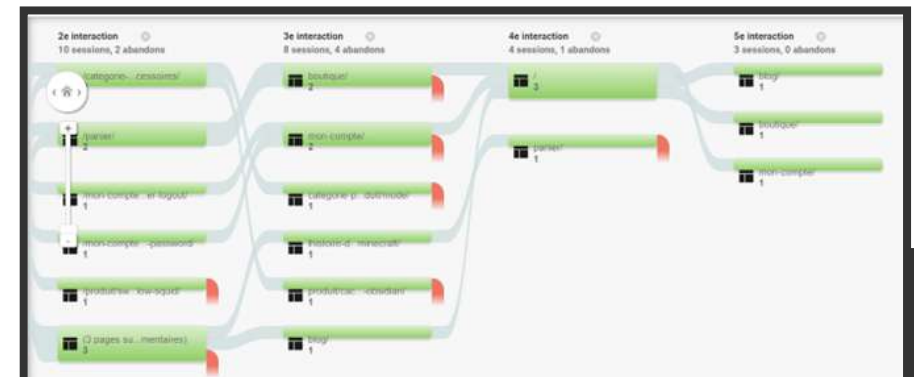 2e interaction
10 sessions, 2 abandons
/categorie-...cessoires/
/panier/
2
/mon-compte...er-logout/
1
/mon-compte...-password/
1
/produit/sw...low-squid/
1
(3 pages su...mentaires)
3
3e interaction
8 sessions, 4 abandons
boutique/
2
mon-compte/
2
categorie-p...duit/mode/
1
histoire-d...minecraft/
1
produit/cac...-obsidian/
1
blog/
1
4e interaction
4 sessions, 1 abandons
/
3
panier/
1
5e interaction
3 sessions, 0 abandons
blog/
1
boutique/
1
mon-compte/
1